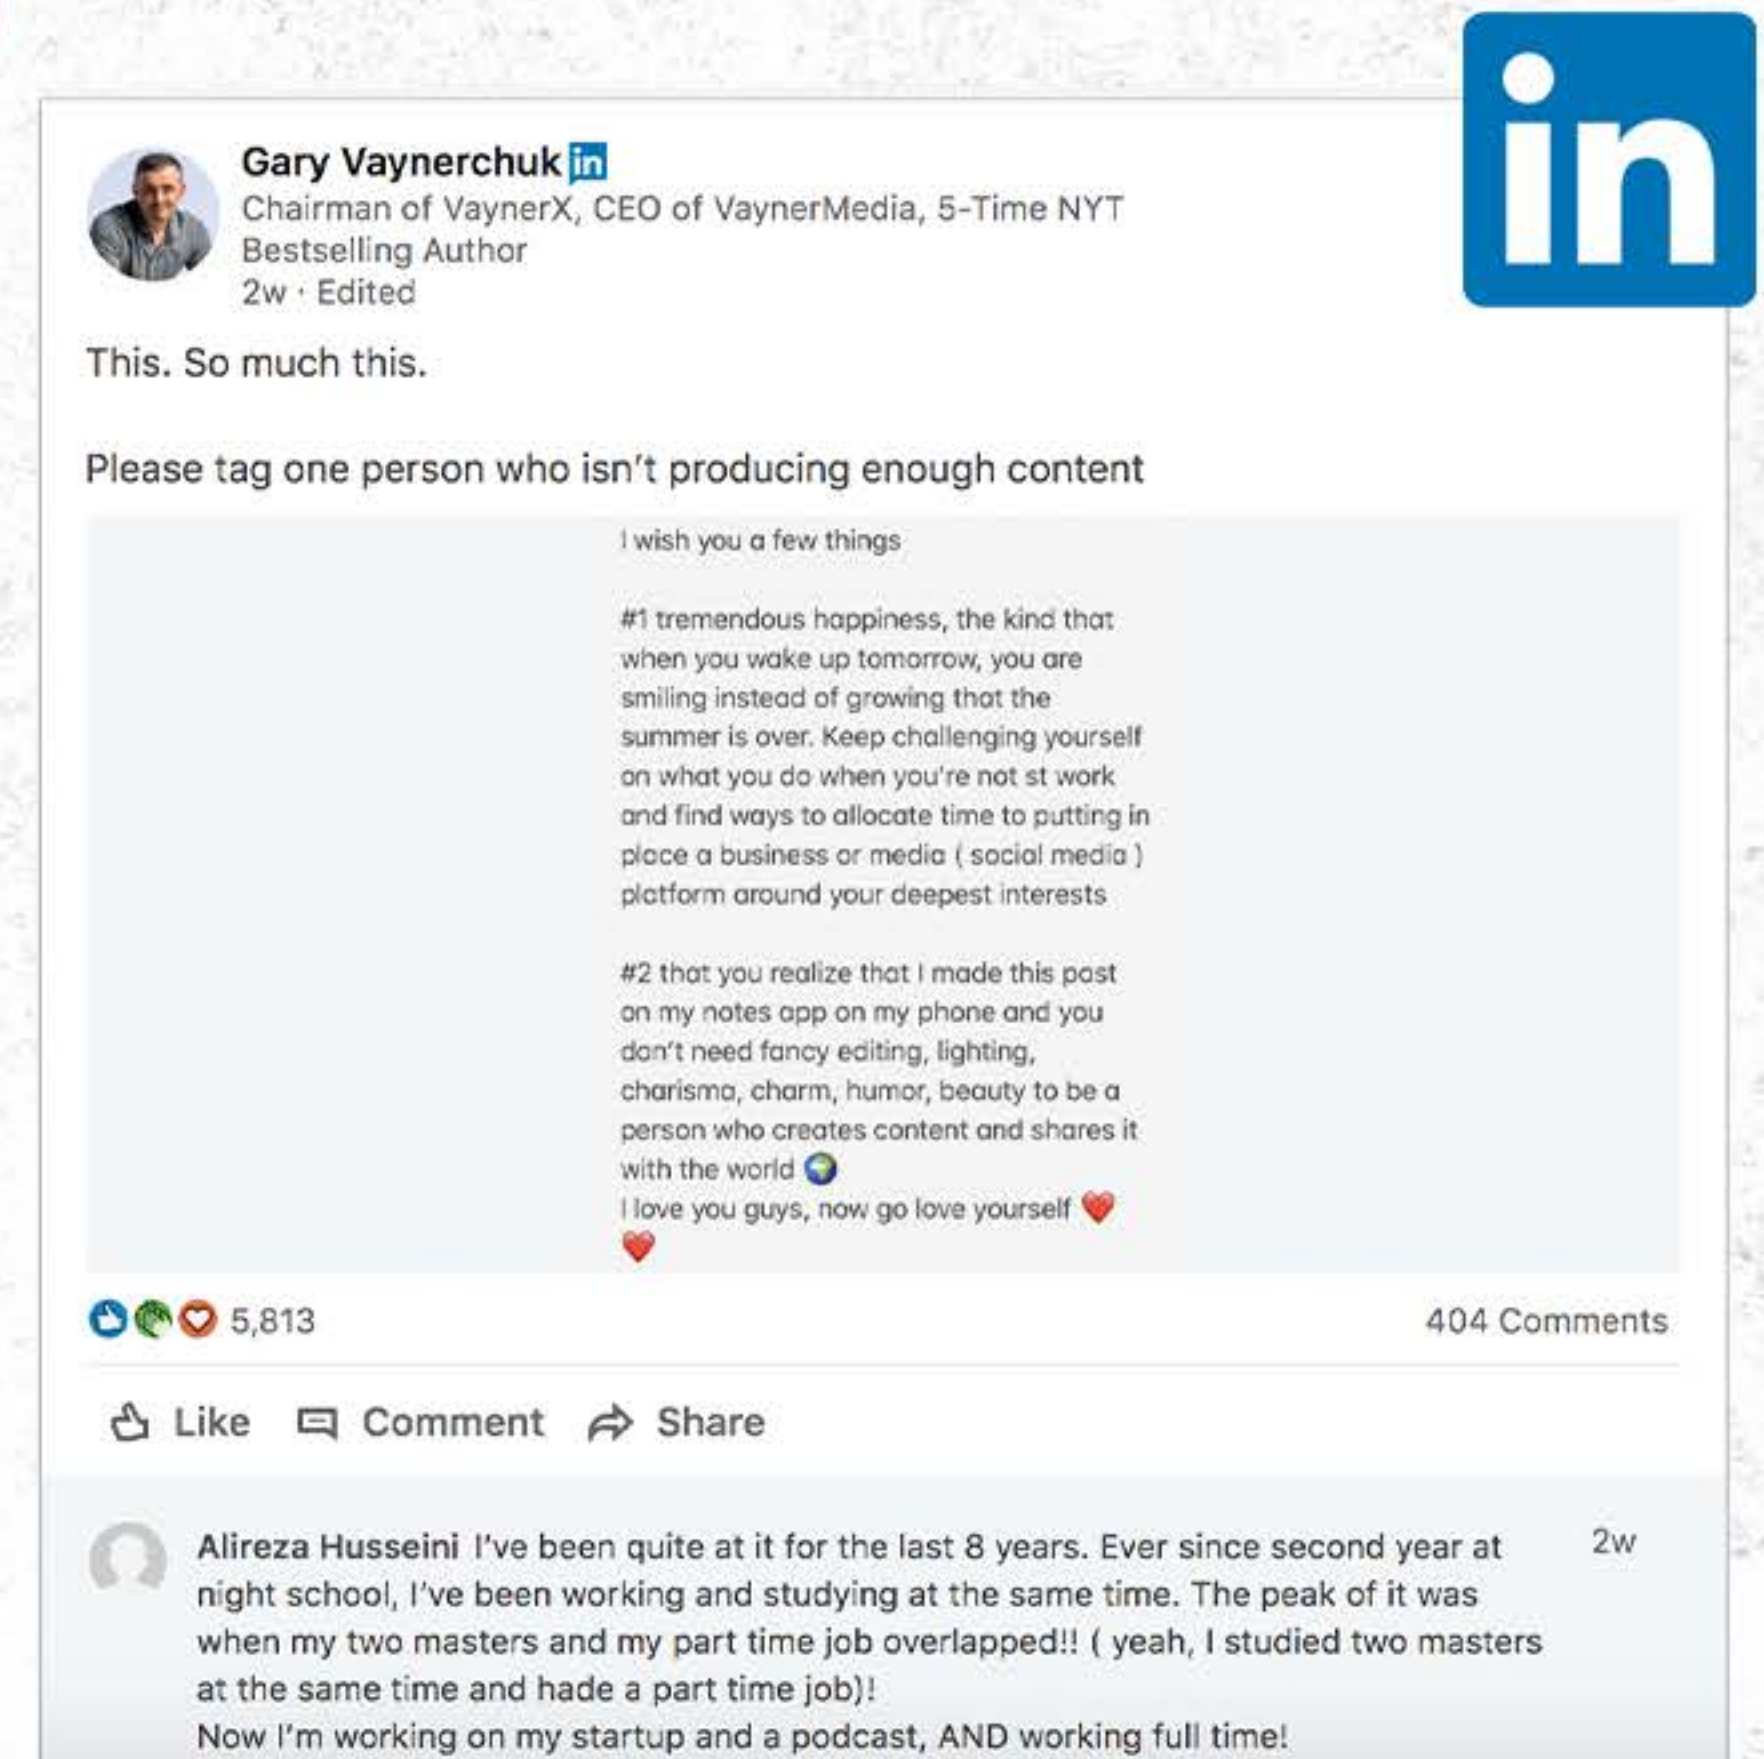 in
Gary Vaynerchuk in
Chairman of VaynerX, CEO of VaynerMedia, 5-Time NYT
Bestselling Author
2w · Edited
This. So much this.
Please tag one person who isn't producing enough content
I wish you a few things
#1 tremendous happiness, the kind that
when you wake up tomorrow, you are
smiling instead of growing that the
summer is over. Keep challenging yourself
on what you do when you're not st work
and find ways to allocate time to putting in
place a business or media ( social media )
platform around your deepest interests
#2 that you realize that I made this post
on my notes app on my phone and you
don't need fancy editing, lighting,
charisma, charm, humor, beauty to be a
person who creates content and shares it
with the world 🌍
I love you guys, now go love yourself ❤️
❤️
5,813
404 Comments
Like Comment Share
Alireza Husseini I've been quite at it for the last 8 years. Ever since second year at 2w
night school, I've been working and studying at the same time. The peak of it was
when my two masters and my part time job overlapped!! ( yeah, I studied two masters
at the same time and hade a part time job)!
Now I'm working on my startup and a podcast, AND working full time!